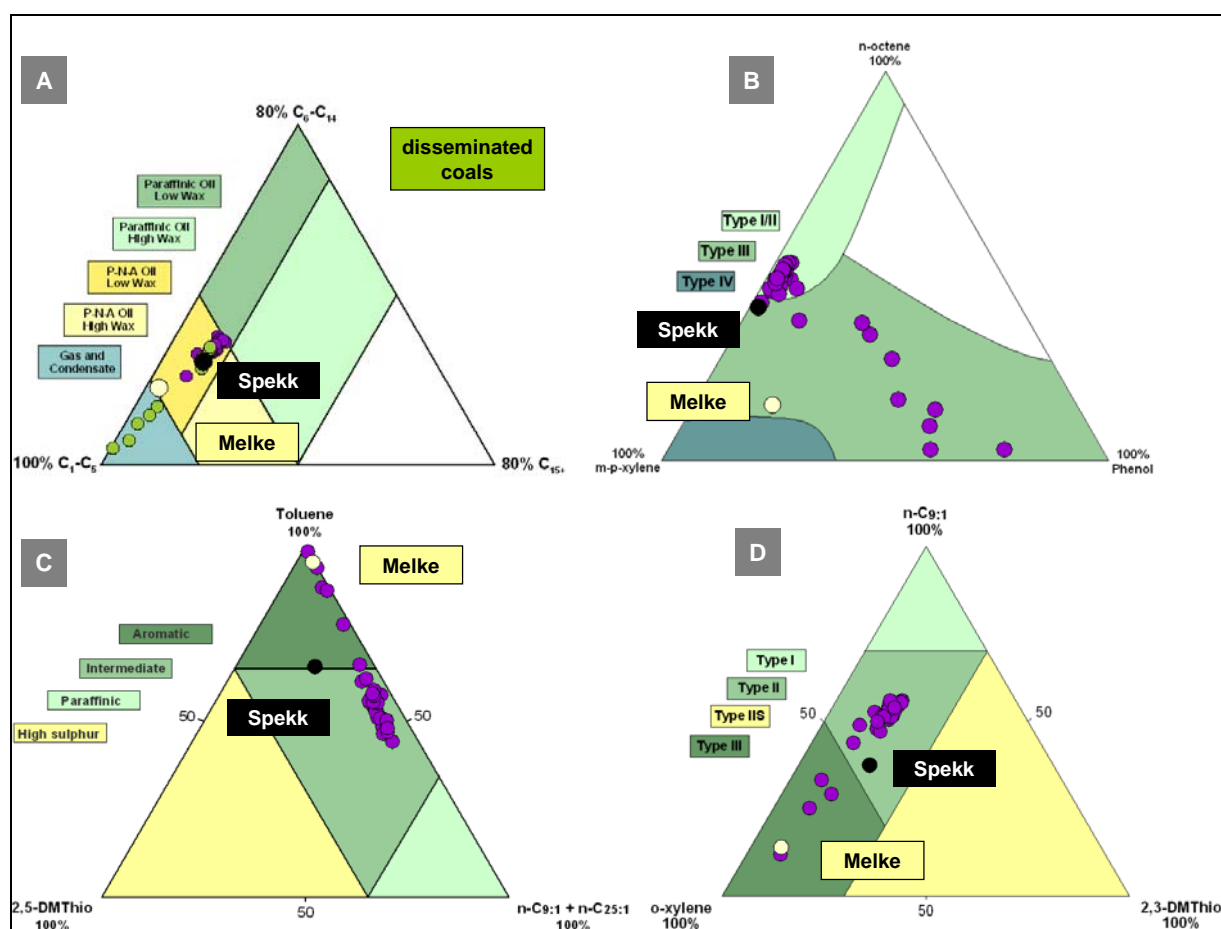 A
80% C₆-C₁₄
disseminated
coals
Paraffinic Oil
Low Wax
Paraffinic Oil
High Wax
P-N-A Oil
Low Wax
P-N-A Oil
High Wax
Gas and
Condensate
Spekk
Melke
100% C₁-C₅
80% C₁₅₊
B
n-octene
100%
Type I/II
Type III
Type IV
Spekk
Melke
100%
m-p-xylene
100%
Phenol
C
Toluene
100%
Melke
Aromatic
Intermediate
Paraffinic
High sulphur
50
50
Spekk
2,5-DMThio
100%
50
n-C₉:₁ + n-C₂₅:₁
100%
D
n-C₉:₁
100%
Type I
Type II
Type IIS
Type III
50
50
Spekk
Melke
o-xylene
100%
50
2,3-DMThio
100%